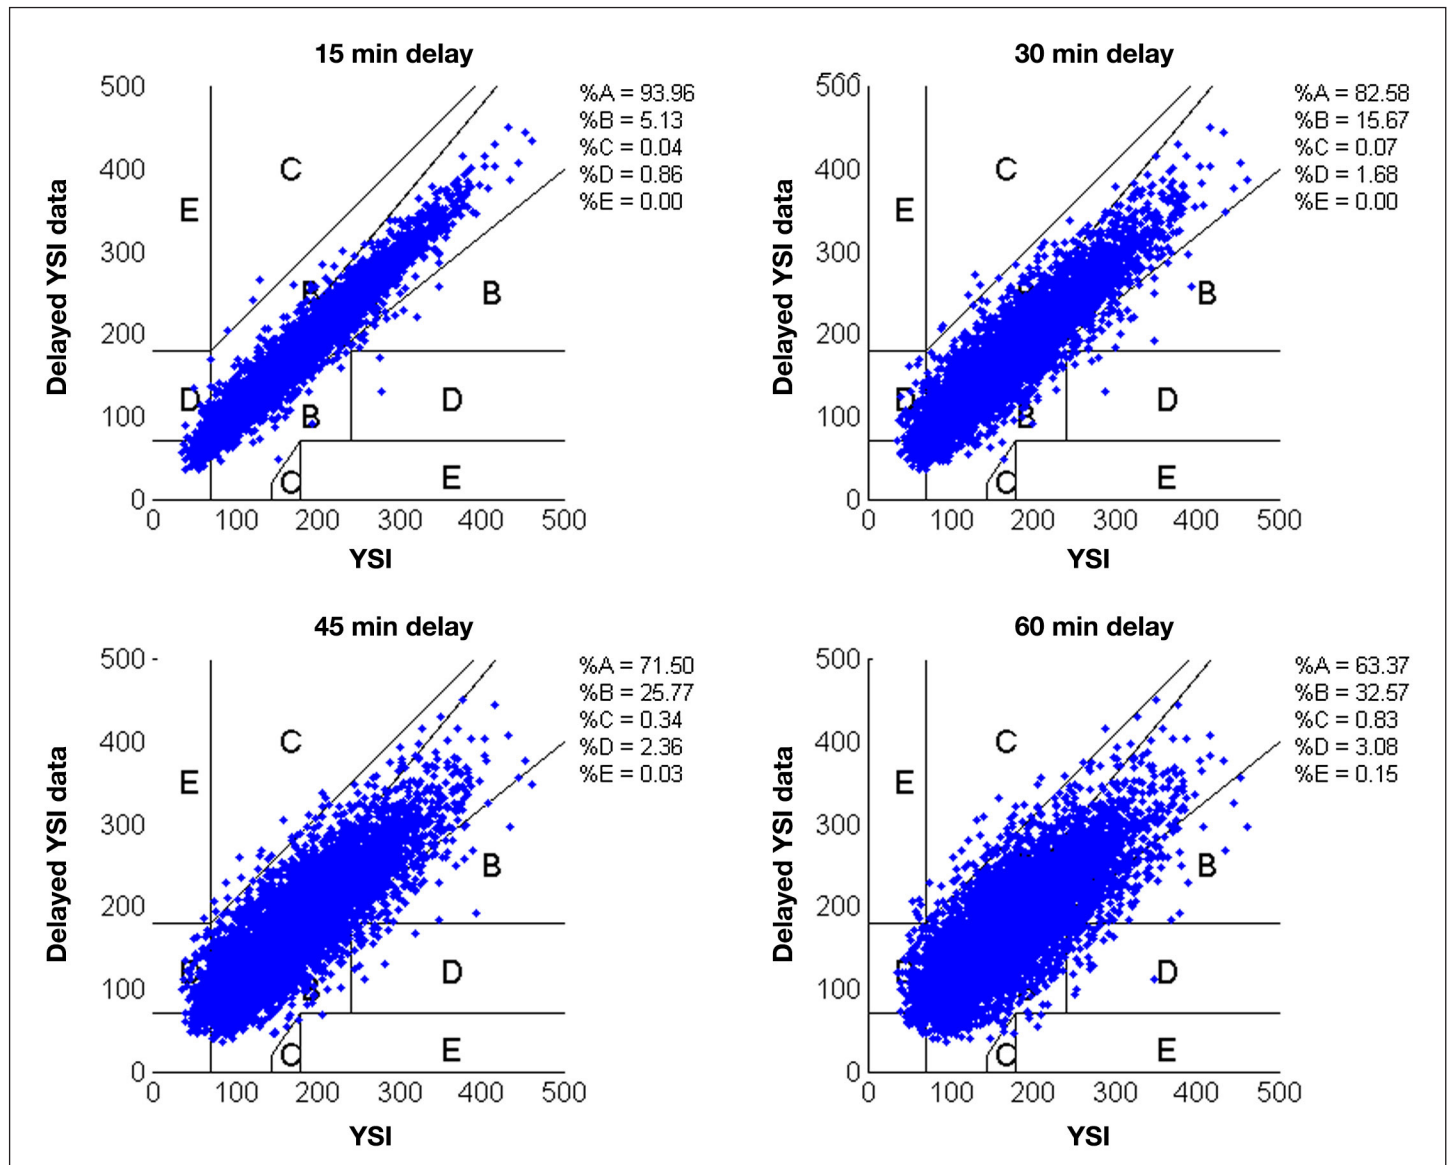 15 min delay
500
400
300
200
100
0
0 100 200 300 400 500
Delayed YSI data
YSI
E
C
B
B
D
B
D
C
E
%A = 93.96
%B = 5.13
%C = 0.04
%D = 0.86
%E = 0.00
30 min delay
500
400
300
200
100
0
0 100 200 300 400 500
Delayed YSI data
YSI
E
C
B
D
B
D
C
E
%A = 82.58
%B = 15.67
%C = 0.07
%D = 1.68
%E = 0.00
45 min delay
500
400
300
200
100
0
0 100 200 300 400 500
Delayed YSI data
YSI
E
C
B
D
B
D
C
E
%A = 71.50
%B = 25.77
%C = 0.34
%D = 2.36
%E = 0.03
60 min delay
500
400
300
200
100
0
0 100 200 300 400 500
Delayed YSI data
YSI
E
C
B
D
C
E
%A = 63.37
%B = 32.57
%C = 0.83
%D = 3.08
%E = 0.15